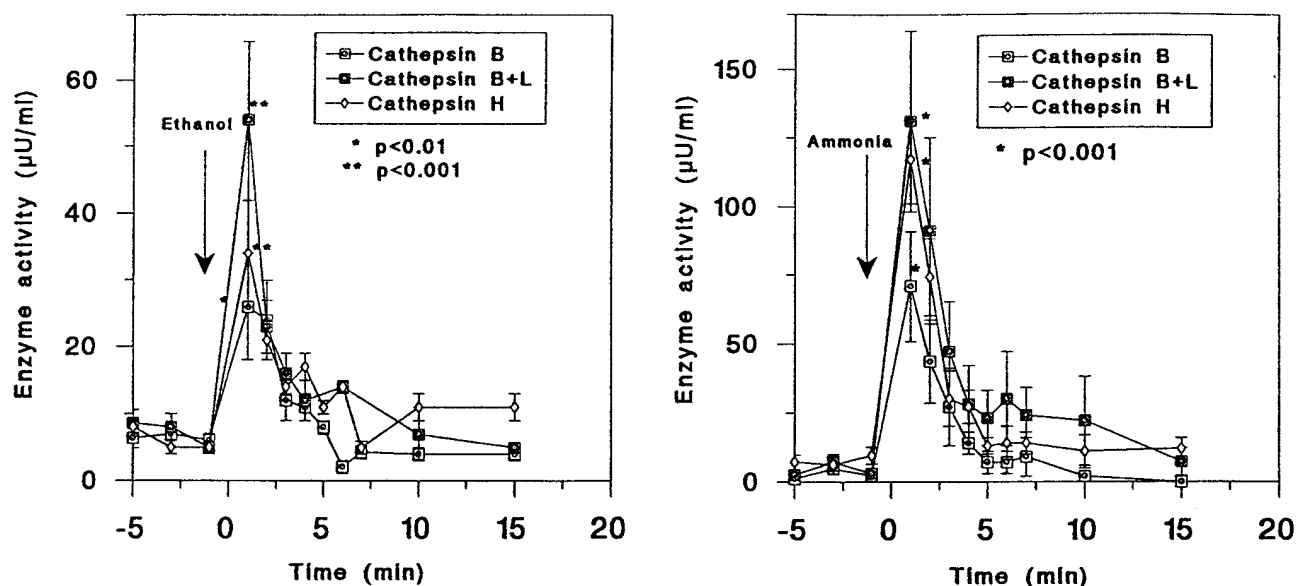 Enzyme activity (μU/ml)
60
40
20
0
-5 0 5 10 15 20
Time (min)
Ethanol
Cathepsin B
Cathepsin B+L
Cathepsin H
* p<0.01
** p<0.001
**
**
*
Enzyme activity (μU/ml)
150
100
50
0
-5 0 5 10 15 20
Time (min)
Ammonia
Cathepsin B
Cathepsin B+L
Cathepsin H
* p<0.001
*
*
*